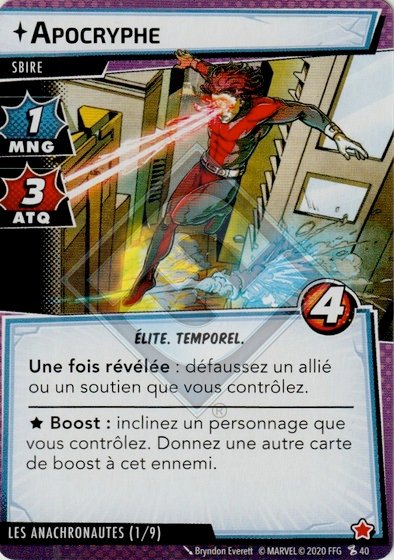 APOCRYPHE
SBIRE
1
MNG
3
ATQ
4
ÉLITE. TEMPOREL.
Une fois révélée : défaussez un allié
ou un soutien que vous contrôlez.
★ Boost : inclinez un personnage que
vous contrôlez. Donnez une autre carte
de boost à cet ennemi.
LES ANACHRONAUTES (1/9)
Bryndon Everett © MARVEL © 2020 FFG 40